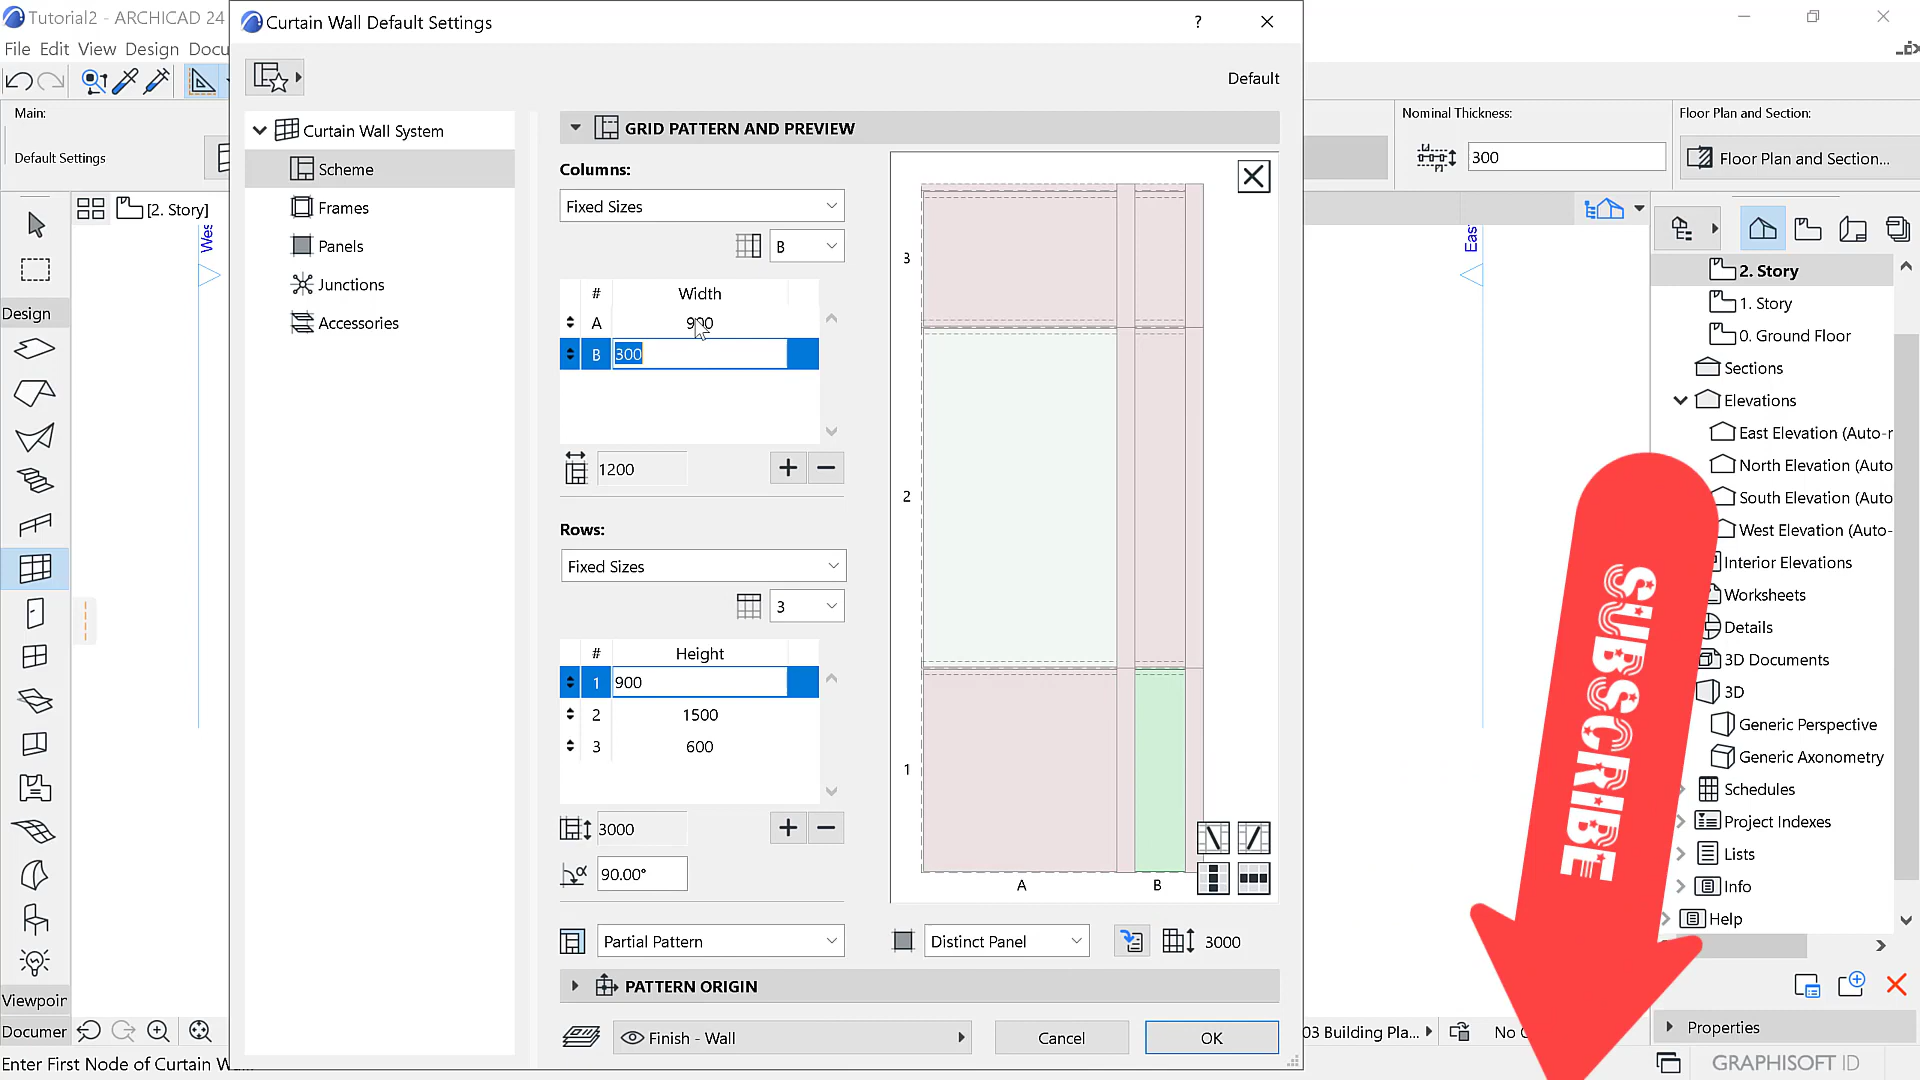 Tutorial2 - ARCHICAD 24
File Edit View Design Docu
Main:
Default Settings
[2. Story]
Wes
Design
Viewpoin
Documer
Enter First Node of Curtain W
Curtain Wall Default Settings
?
Default
Curtain Wall System
Scheme
Frames
Panels
Junctions
Accessories
GRID PATTERN AND PREVIEW
Columns:
Fixed Sizes
B
# Width
A 900
B 300
1200
Rows:
Fixed Sizes
3
# Height
1 900
2 1500
3 600
3000
α 90.00°
Partial Pattern
3
2
1
A B
Distinct Panel
3000
PATTERN ORIGIN
Finish - Wall
Cancel
OK
Nominal Thickness:
300
Floor Plan and Section:
Floor Plan and Section...
East
2. Story
1. Story
0. Ground Floor
Sections
Elevations
East Elevation (Auto-r
North Elevation (Auto
South Elevation (Auto
West Elevation (Auto-
Interior Elevations
Worksheets
Details
3D Documents
3D
Generic Perspective
Generic Axonometry
Schedules
Project Indexes
Lists
Info
Help
Properties
03 Building Pla...
GRAPHISOFT ID
SUBSCRIBE